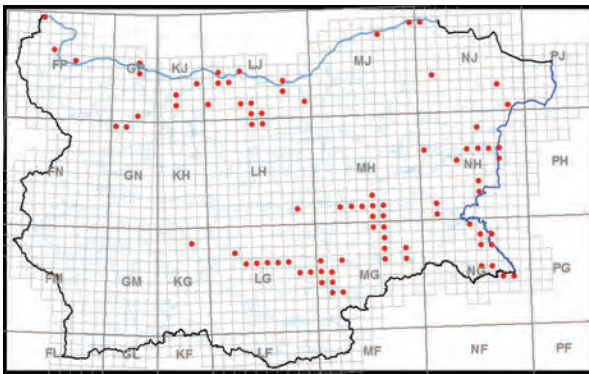 FP GP KJ LJ MJ NJ PJ
FN GN KH LH MH NH PH
FM GM KG LG MG NG PG
FL GL KF LF MF NF PF